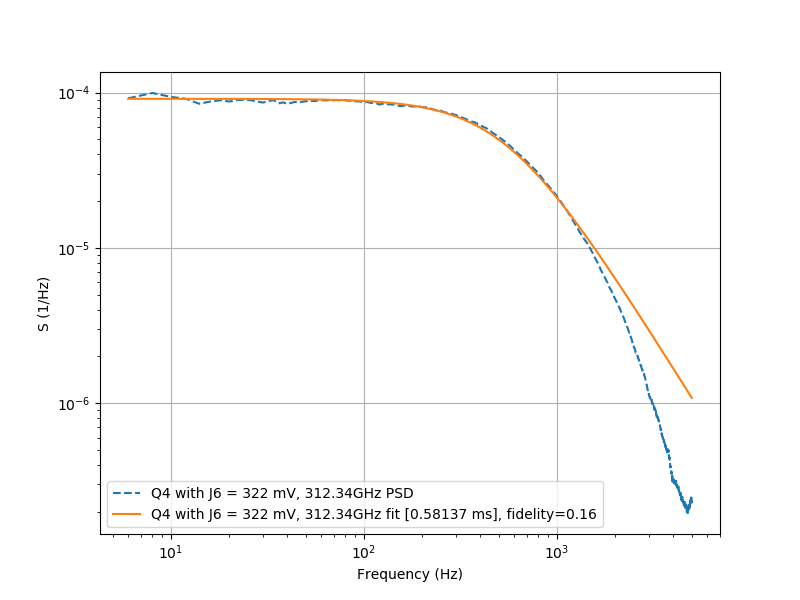 10⁻⁴
10⁻⁵
10⁻⁶
S (1/Hz)
Q4 with J6 = 322 mV, 312.34GHz PSD
Q4 with J6 = 322 mV, 312.34GHz fit [0.58137 ms], fidelity=0.16
10¹ 10² 10³
Frequency (Hz)